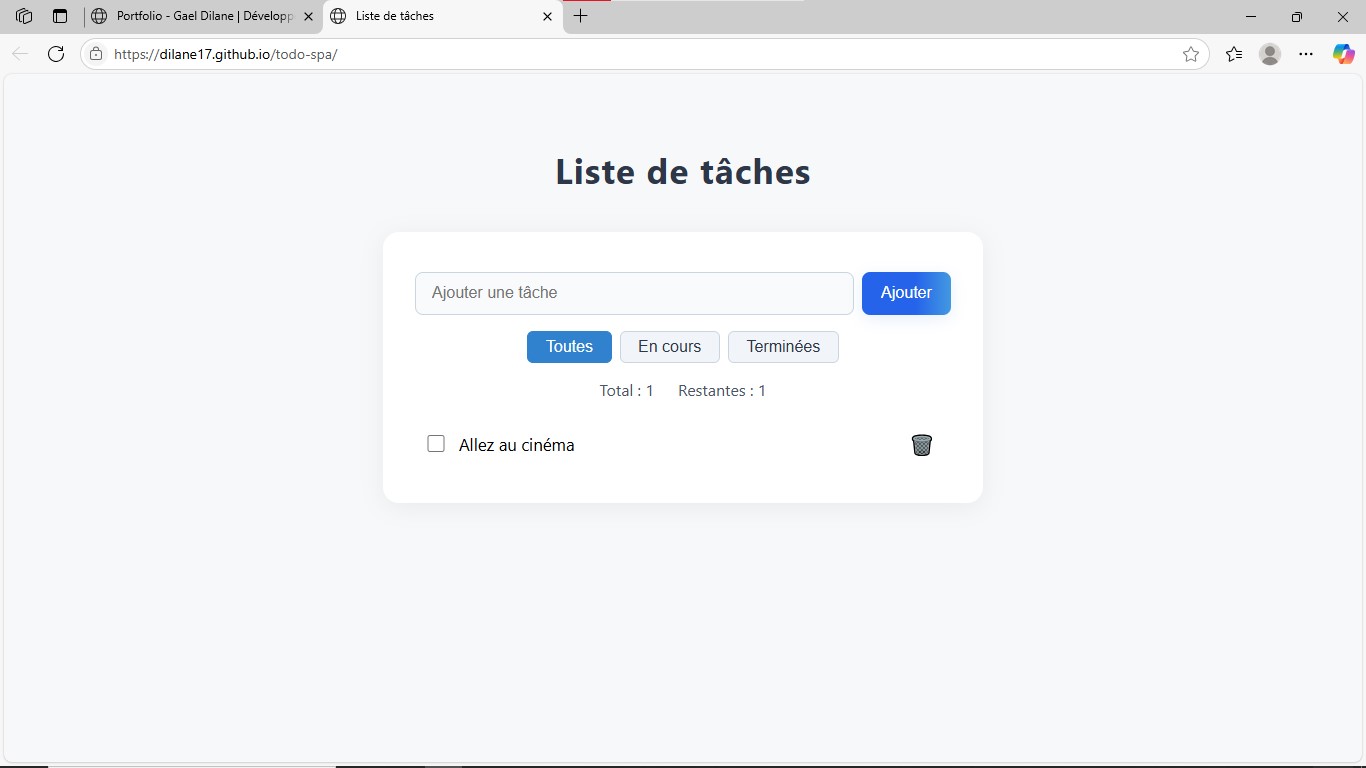 Portfolio - Gael Dilane | Développ
Liste de tâches
https://dilane17.github.io/todo-spa/
Liste de tâches
Ajouter une tâche
Ajouter
Toutes
En cours
Terminées
Total : 1 Restantes : 1
Allez au cinéma